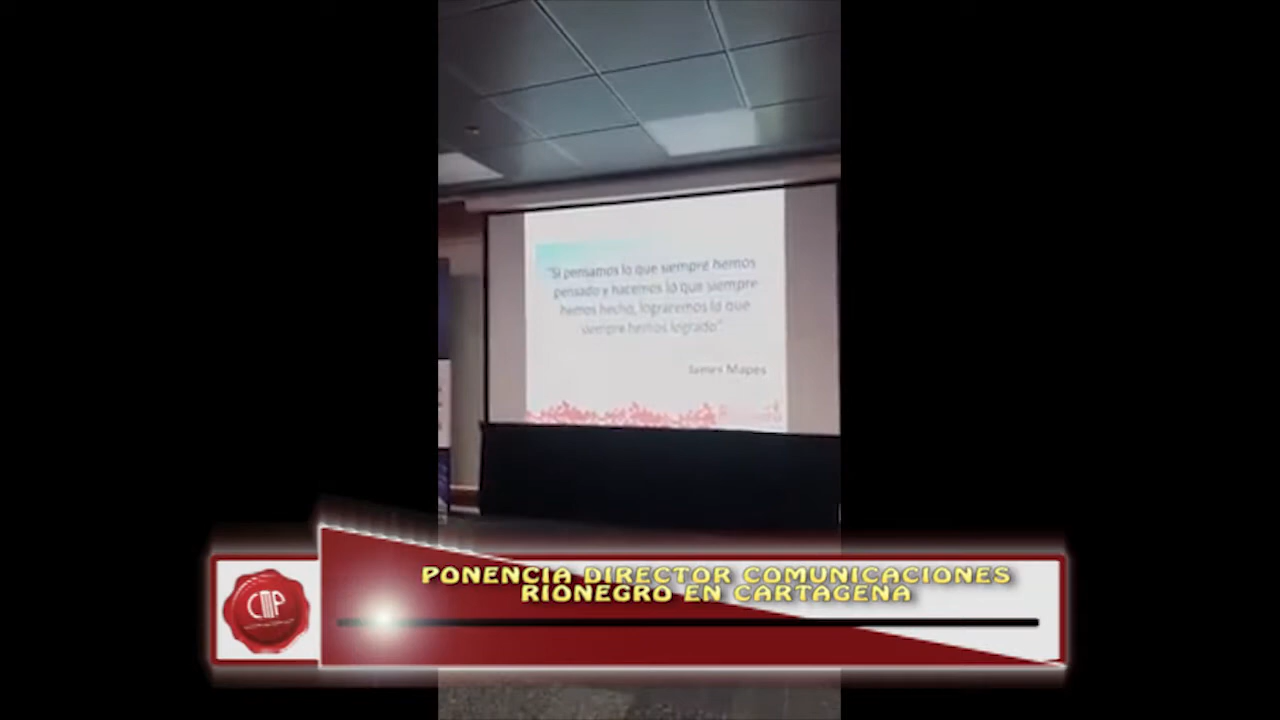 "Si pensamos lo que siempre hemos
pensado y hacemos lo que siempre
hemos hecho, lograremos lo que
siempre hemos logrado"
James Mapes
PONENCIA DIRECTOR COMUNICACIONES
RIONEGRO EN CARTAGENA
CMP